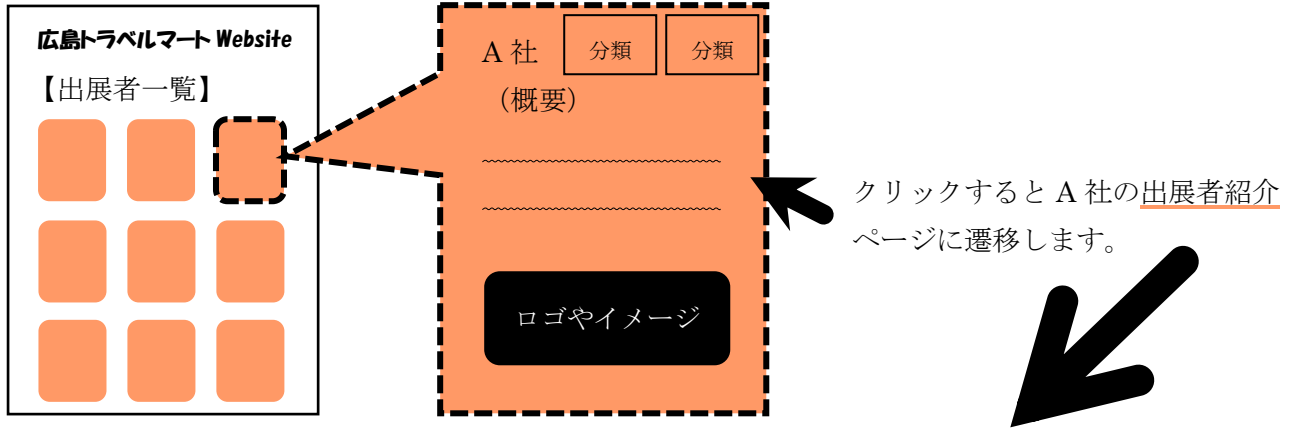 広島トラベルマート Website
【出展者一覧】
A 社 分類 分類
（概要）
ロゴやイメージ
クリックすると A 社の出展者紹介
ページに遷移します。